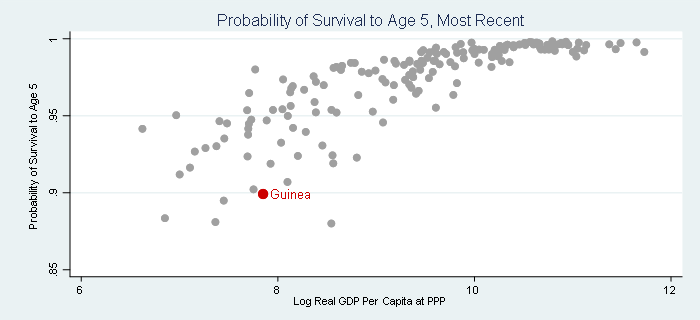 Probability of Survival to Age 5, Most Recent
Probability of Survival to Age 5
1
.95
.9
.85
Guinea
6 8 10 12
Log Real GDP Per Capita at PPP